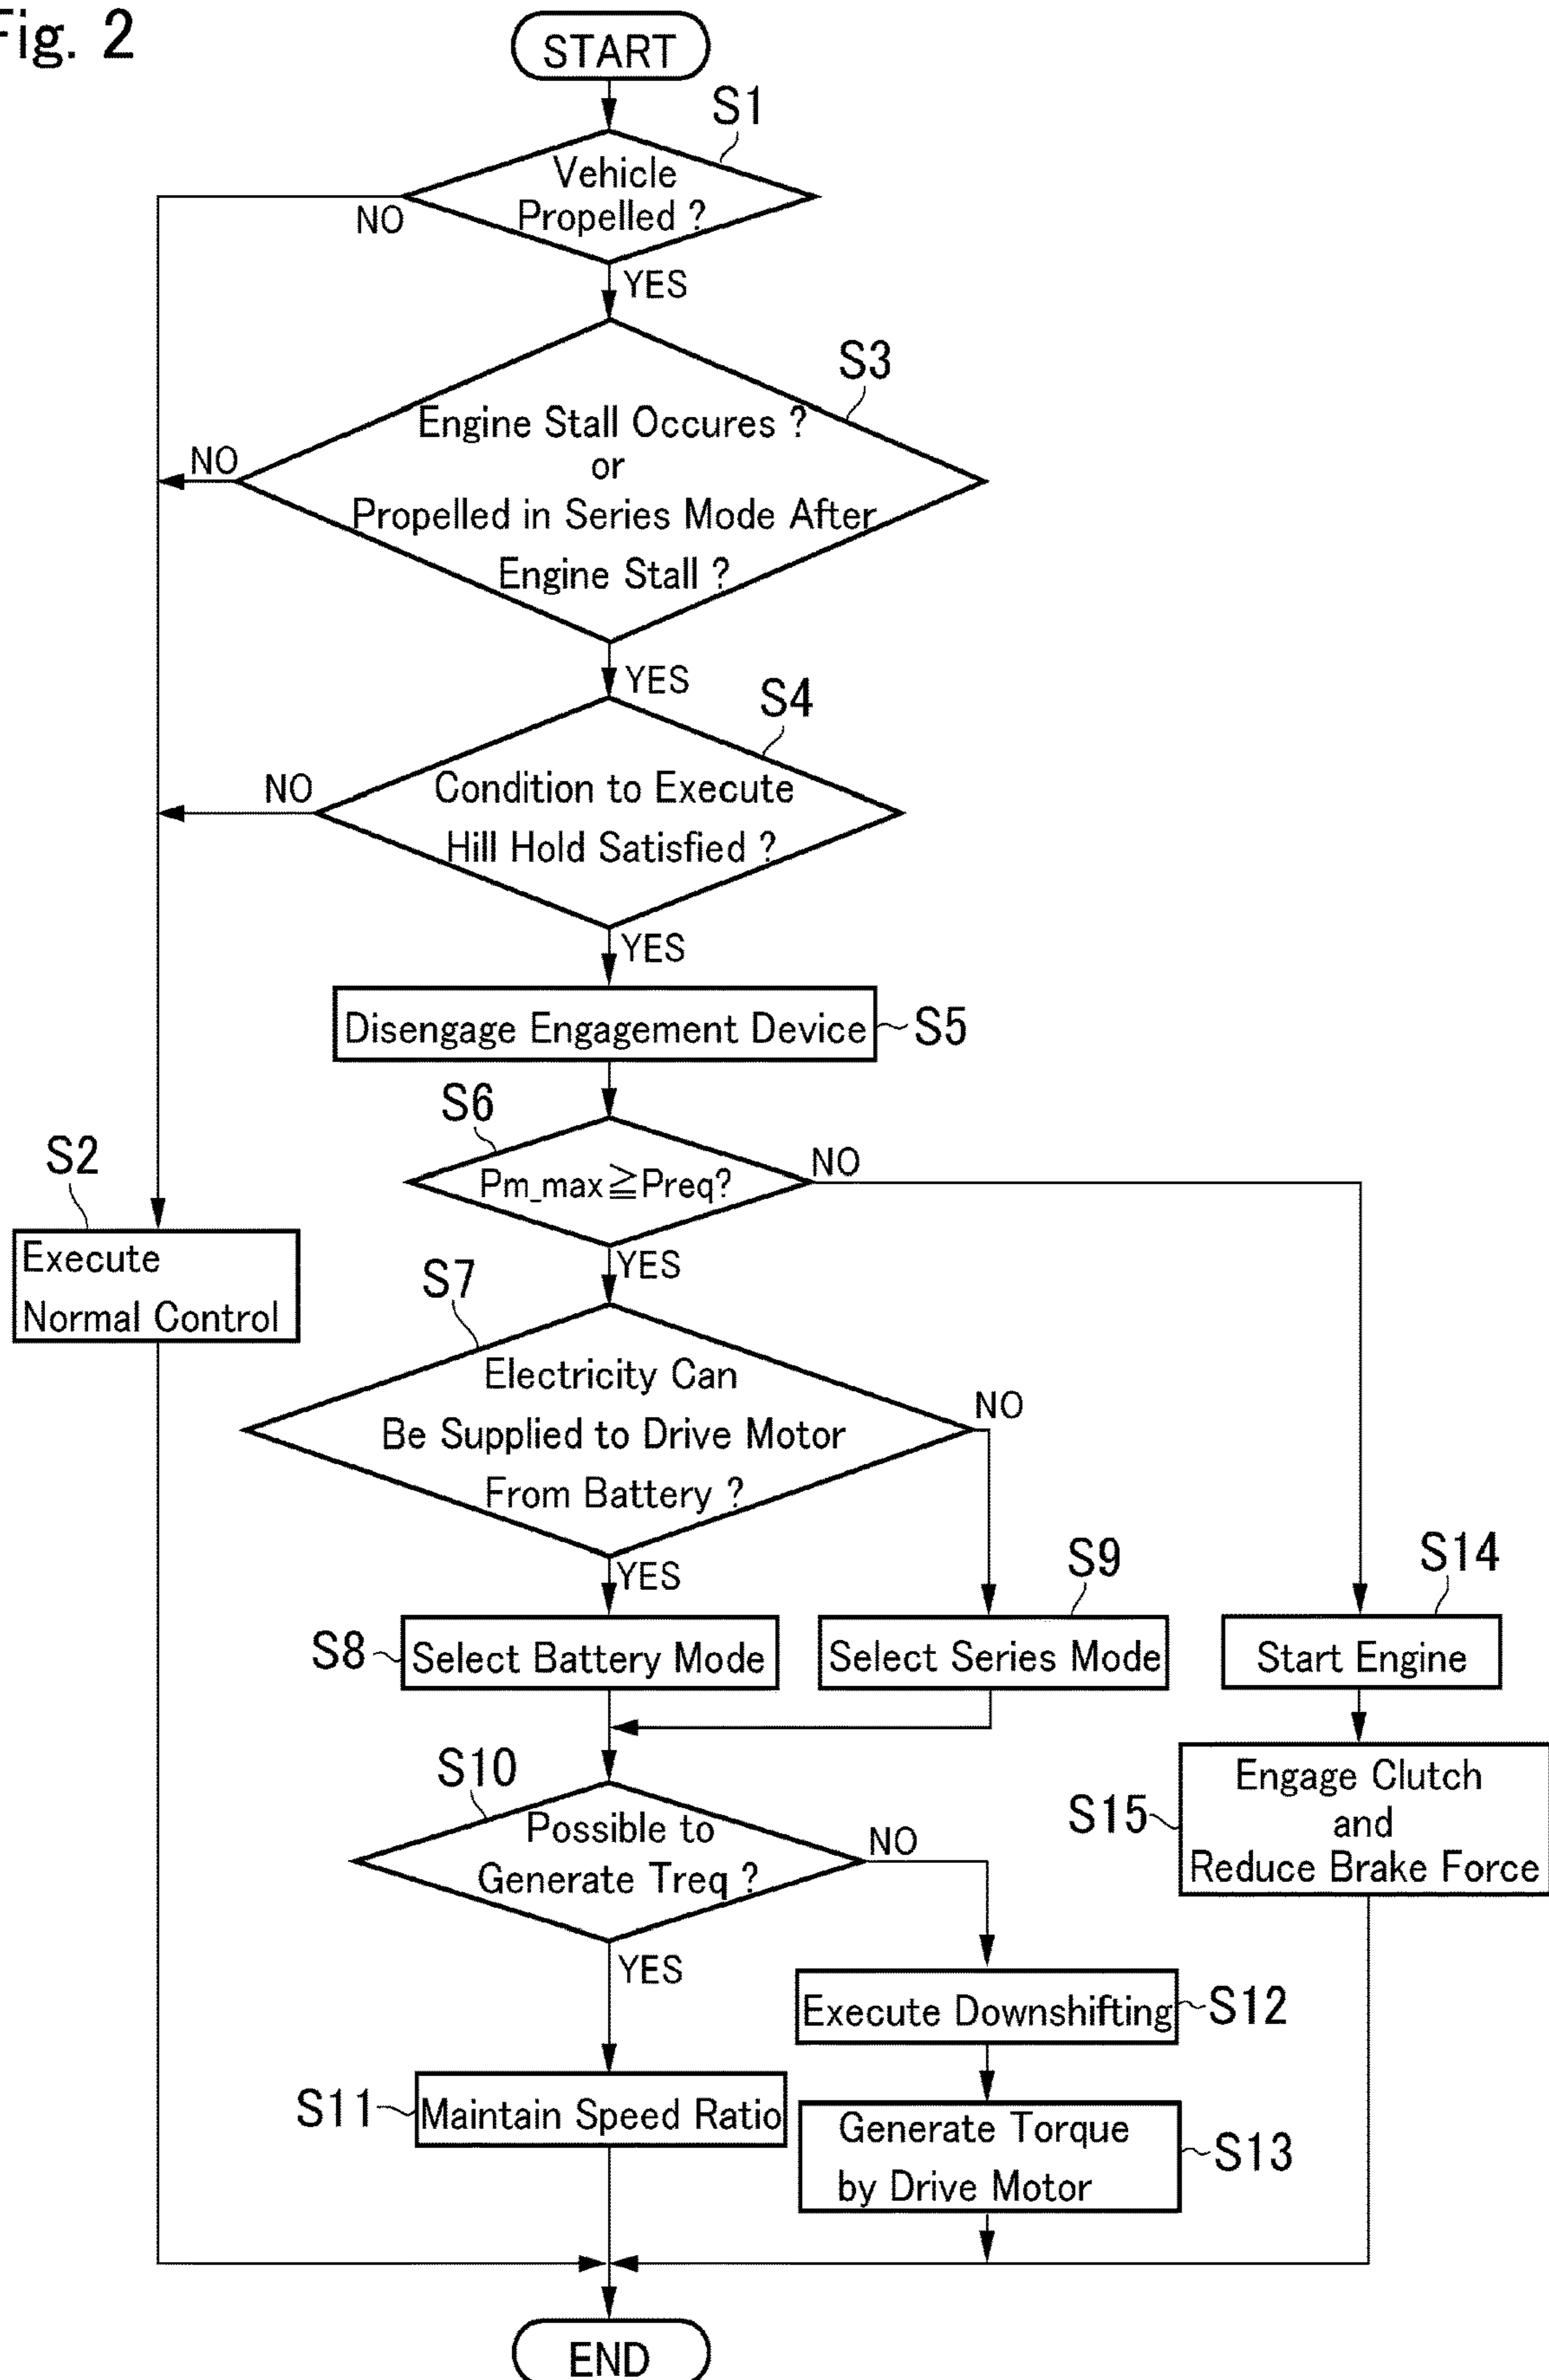 Fig. 2
START
S1
Vehicle
Propelled ?
NO
YES
S3
Engine Stall Occures ?
or
Propelled in Series Mode After
Engine Stall ?
NO
YES
S4
Condition to Execute
Hill Hold Satisfied ?
NO
YES
Disengage Engagement Device
S5
S6
Pm_max≧Preq?
NO
YES
S2
Execute
Normal Control
S7
Electricity Can
Be Supplied to Drive Motor
From Battery ?
NO
YES
S8
Select Battery Mode
S9
Select Series Mode
S14
Start Engine
S15
Engage Clutch
and
Reduce Brake Force
S10
Possible to
Generate Treq ?
NO
YES
Execute Downshifting
S12
S11
Maintain Speed Ratio
Generate Torque
by Drive Motor
S13
END